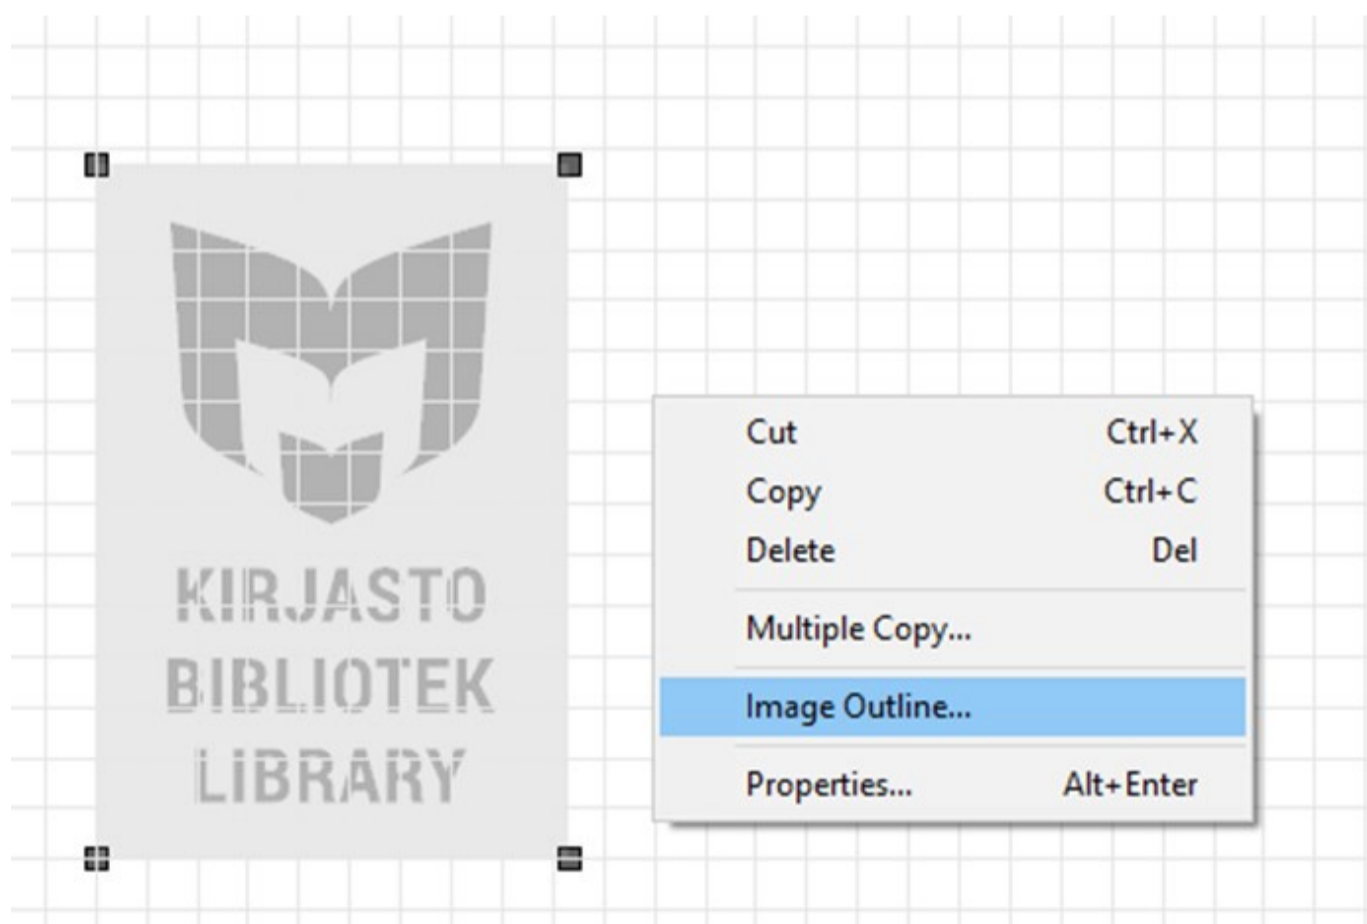 KIRJASTO
BIBLIOTEK
LIBRARY
Cut Ctrl+X
Copy Ctrl+C
Delete Del
Multiple Copy...
Image Outline...
Properties... Alt+Enter